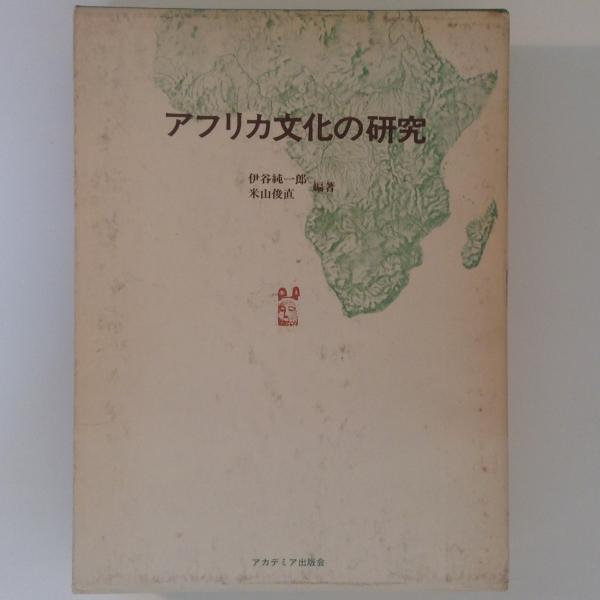 アフリカ文化の研究
伊谷純一郎
米山俊直
編著
アカデミア出版会